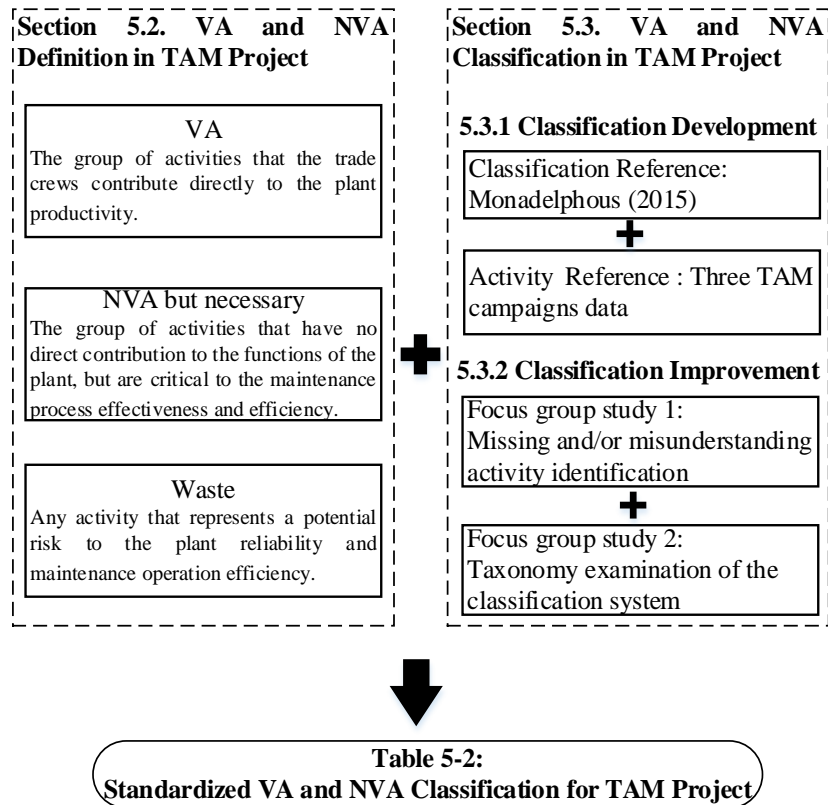 Section 5.2. VA and NVA
Definition in TAM Project
VA
The group of activities that the trade
crews contribute directly to the plant
productivity.
NVA but necessary
The group of activities that have no
direct contribution to the functions of the
plant, but are critical to the maintenance
process effectiveness and efficiency.
Waste
Any activity that represents a potential
risk to the plant reliability and
maintenance operation efficiency.
Section 5.3. VA and NVA
Classification in TAM Project
5.3.1 Classification Development
Classification Reference:
Monadelphous (2015)
Activity Reference : Three TAM
campaigns data
5.3.2 Classification Improvement
Focus group study 1:
Missing and/or misunderstanding
activity identification
Focus group study 2:
Taxonomy examination of the
classification system
Table 5-2:
Standardized VA and NVA Classification for TAM Project